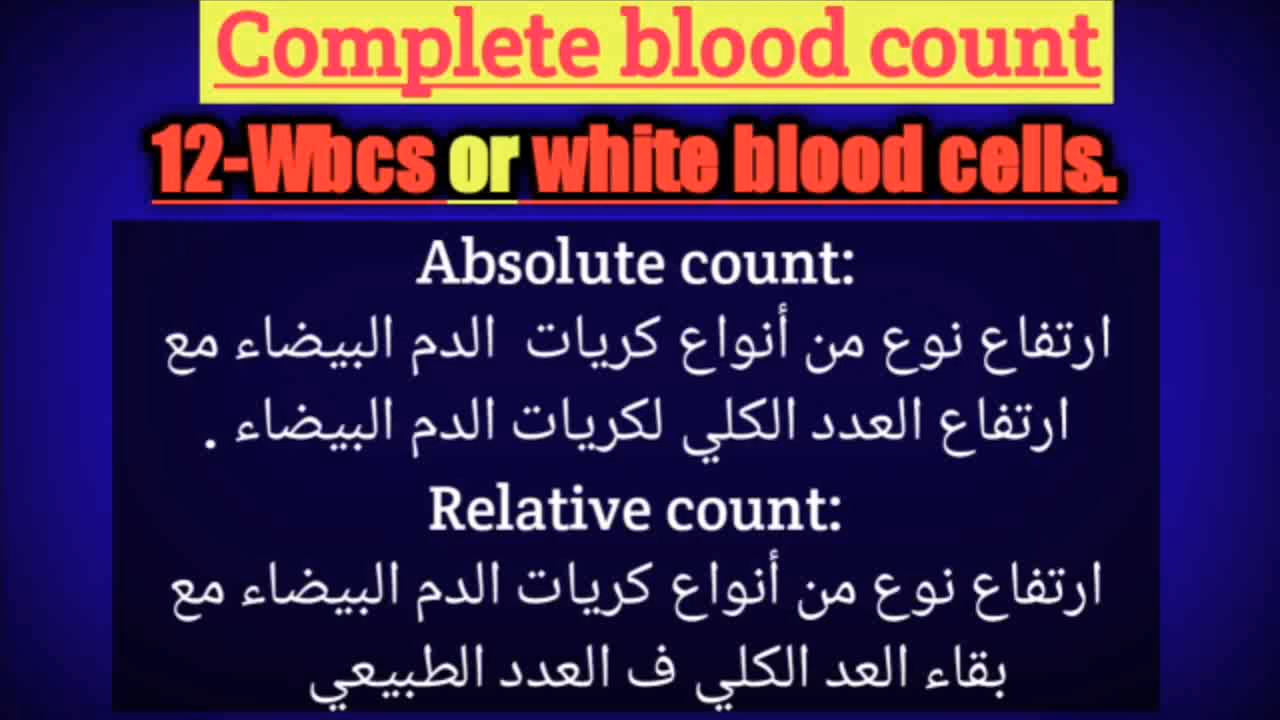 Complete blood count
12-Wbcs or white blood cells.
Absolute count:
ارتفاع نوع من أنواع كريات الدم البيضاء مع
ارتفاع العدد الكلي لكريات الدم البيضاء .
Relative count:
ارتفاع نوع من أنواع كريات الدم البيضاء مع
بقاء العد الكلي ف العدد الطبيعي